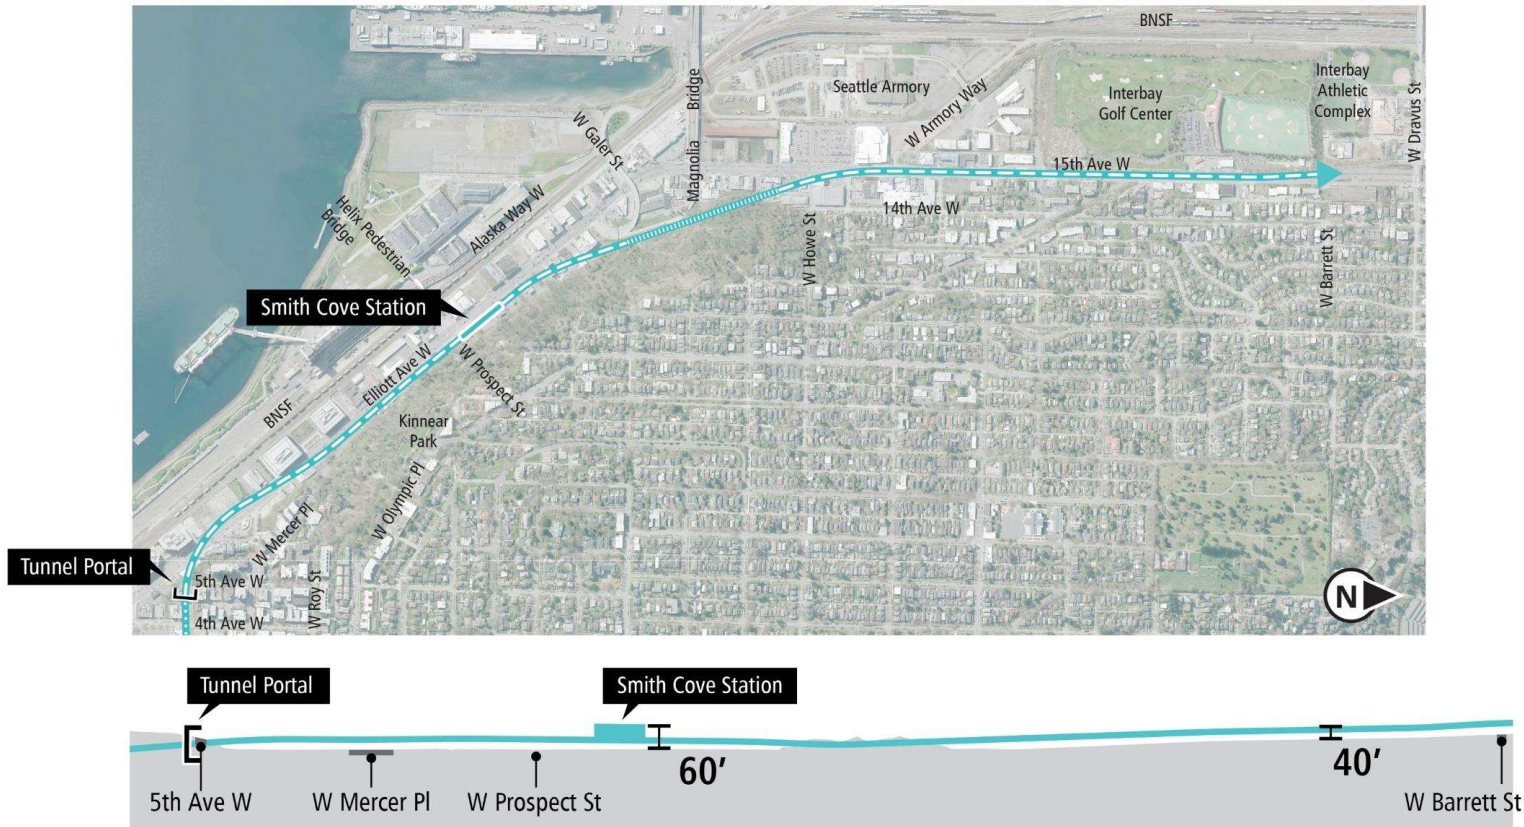 BNSF
Seattle Armory
W Armory Way
Interbay
Golf Center
Interbay
Athletic
Complex
W Dravus St
Magnolia Bridge
W Galer St
15th Ave W
14th Ave W
Helix Pedestrian
Bridge
Alaska Way W
W Howe St
W Barrett St
Smith Cove Station
Elliott Ave W
W Prospect St
BNSF
Kinnear
Park
W Olympic Pl
W Mercer Pl
Tunnel Portal
5th Ave W
W Roy St
4th Ave W
N
Tunnel Portal
Smith Cove Station
60’
40’
5th Ave W
W Mercer Pl
W Prospect St
W Barrett St